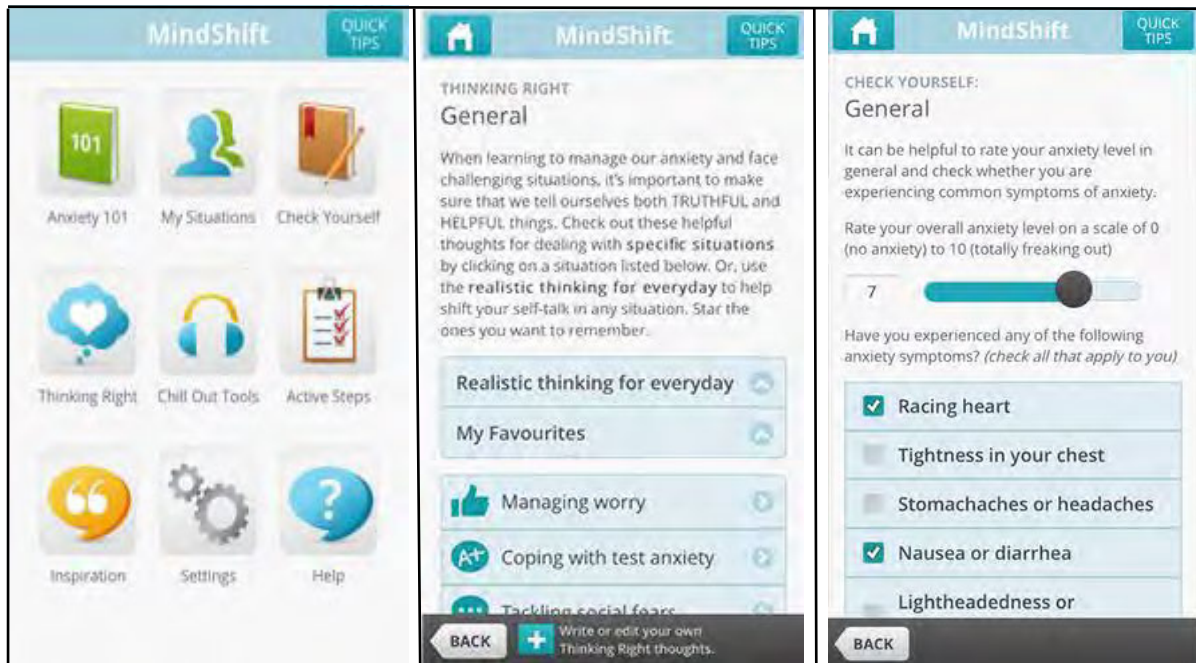 MindShift
QUICK
TIPS
101
Anxiety 101
My Situations
Check Yourself
Thinking Right
Chill Out Tools
Active Steps
Inspiration
Settings
Help
MindShift
QUICK
TIPS
THINKING RIGHT
General
When learning to manage our anxiety and face
challenging situations, it's important to make
sure that we tell ourselves both TRUTHFUL and
HELPFUL things. Check out these helpful
thoughts for dealing with specific situations
by clicking on a situation listed below. Or, use
the realistic thinking for everyday to help
shift your self-talk in any situation. Star the
ones you want to remember.
Realistic thinking for everyday
My Favourites
Managing worry
A+ Coping with test anxiety
Tackling social fears
BACK
Write or edit your own
Thinking Right thoughts.
MindShift
QUICK
TIPS
CHECK YOURSELF:
General
It can be helpful to rate your anxiety level in
general and check whether you are
experiencing common symptoms of anxiety.
Rate your overall anxiety level on a scale of 0
(no anxiety) to 10 (totally freaking out)
7
Have you experienced any of the following
anxiety symptoms? (check all that apply to you)
Racing heart
Tightness in your chest
Stomachaches or headaches
Nausea or diarrhea
Lightheadedness or
BACK